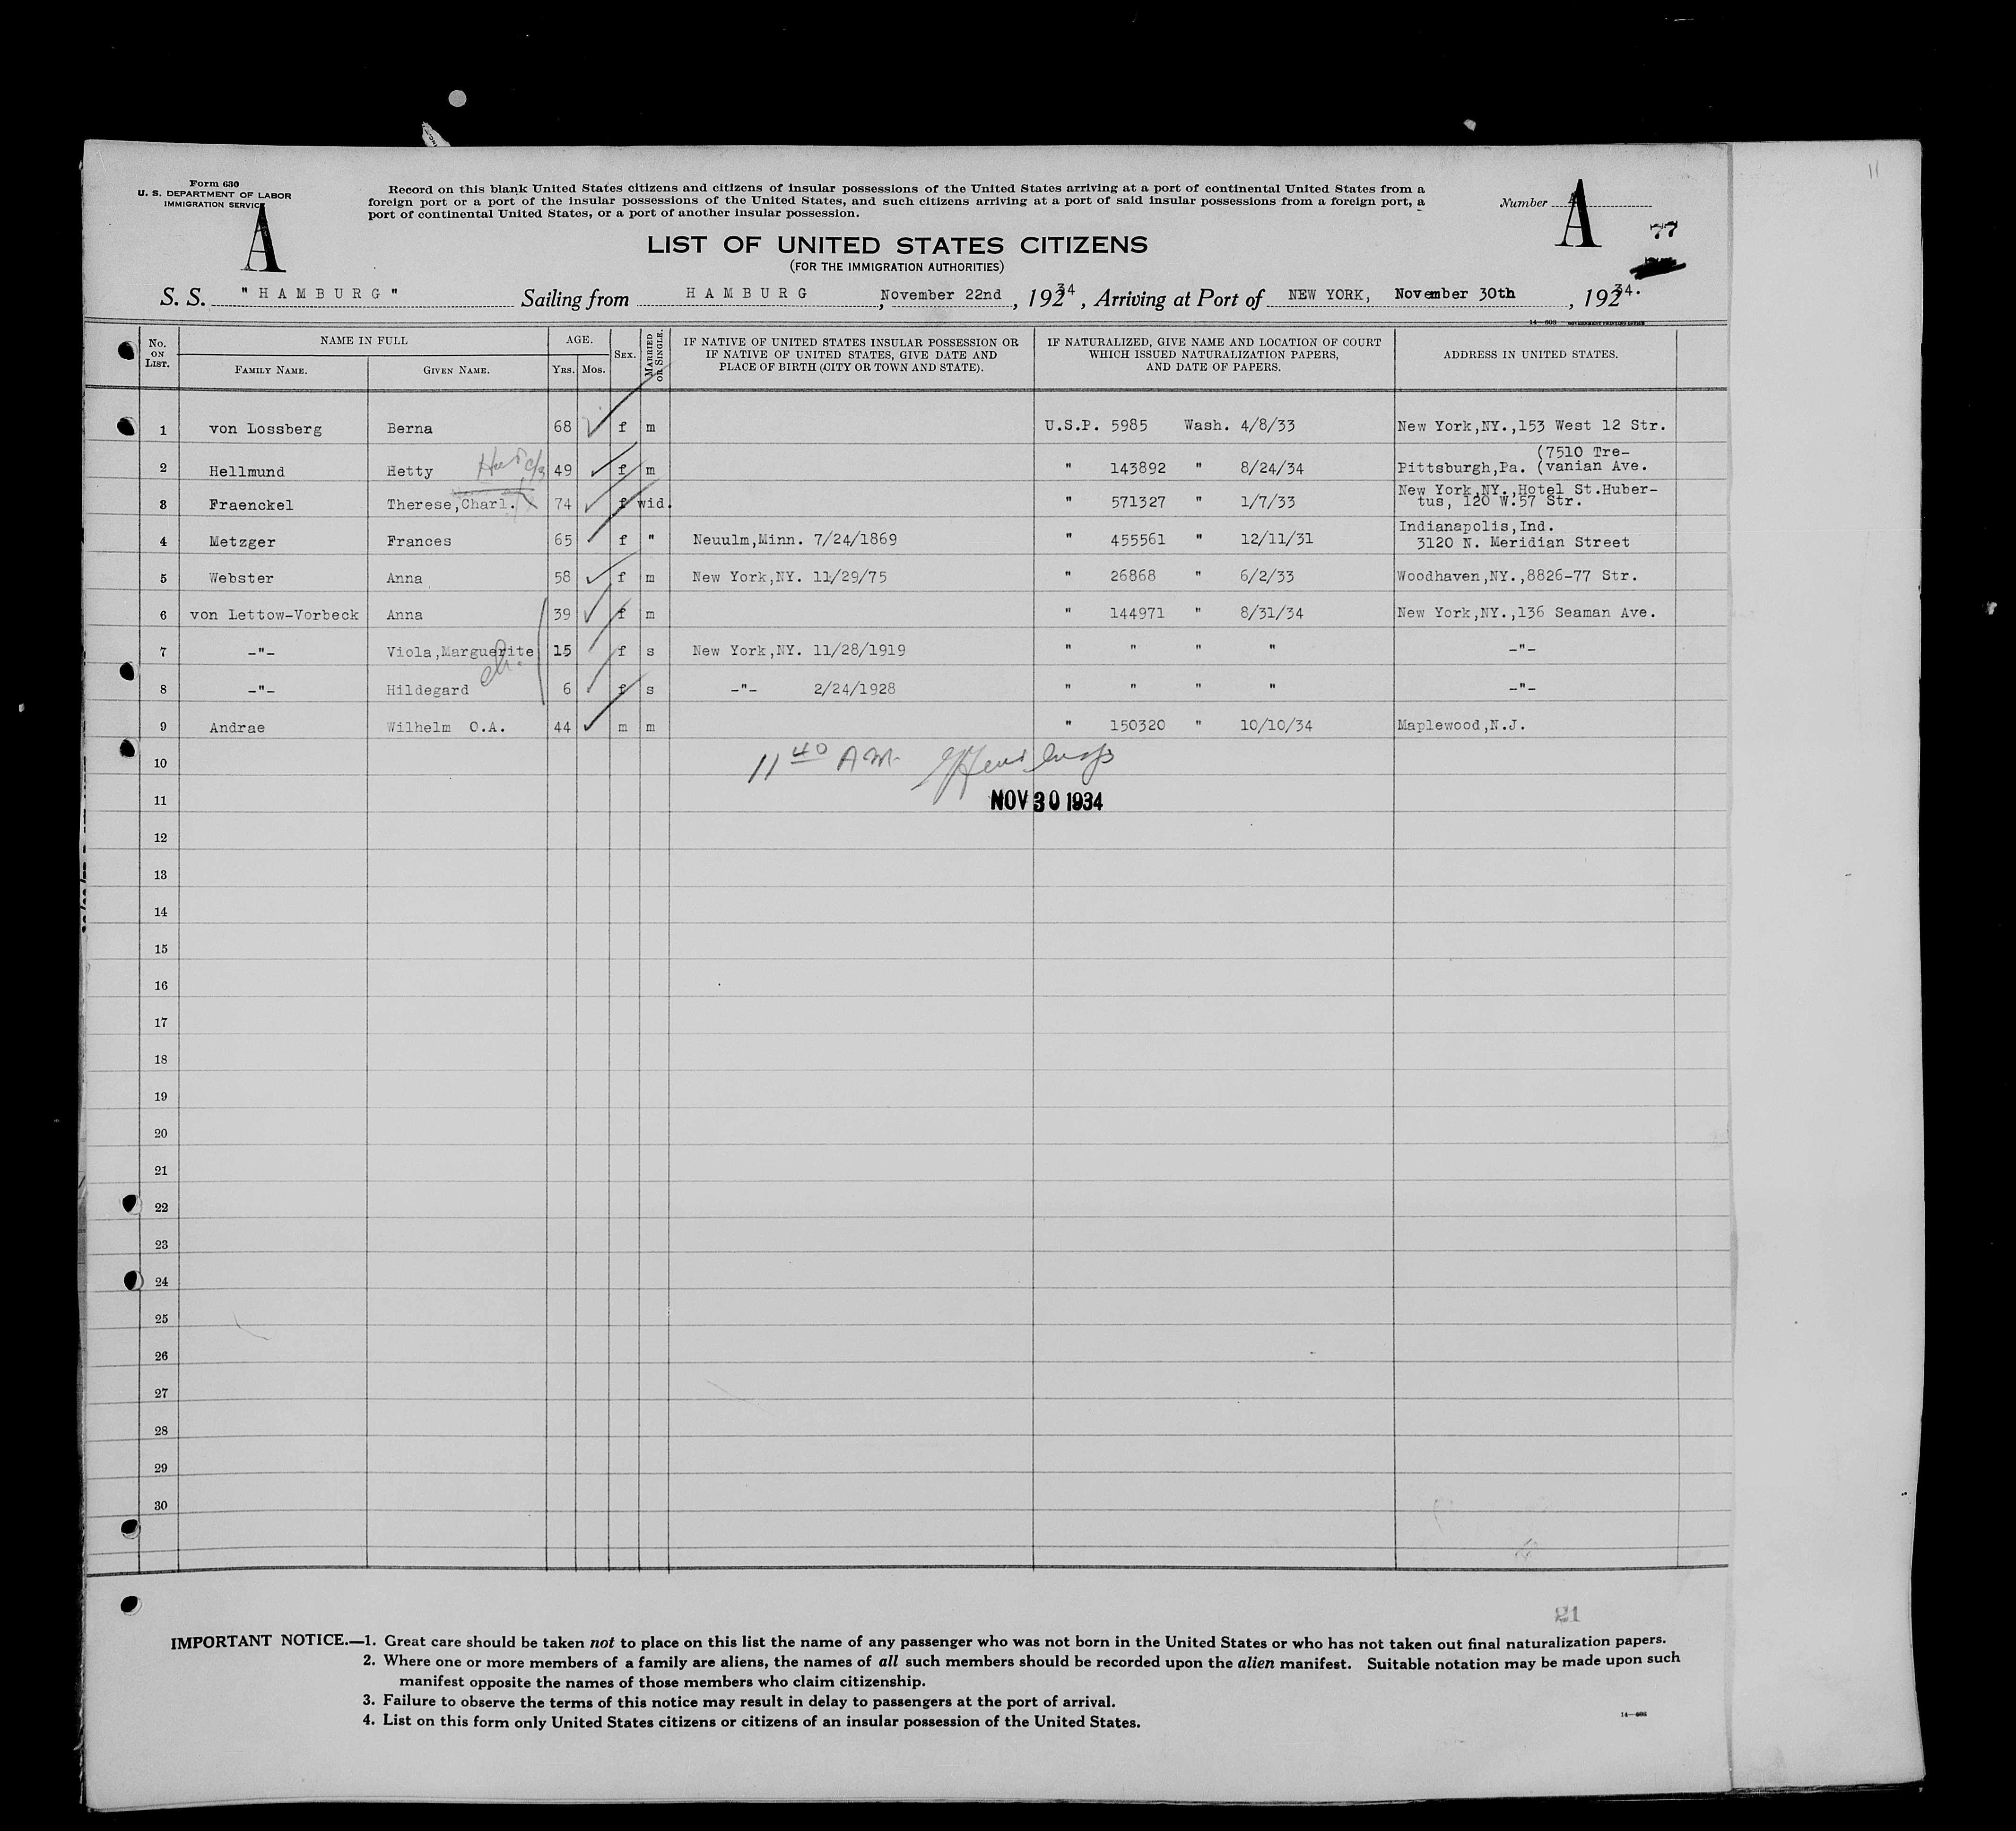 Form 630
U. S. DEPARTMENT OF LABOR
IMMIGRATION SERVICE
A
Record on this blank United States citizens and citizens of insular possessions of the United States arriving at a port of continental United States from a
foreign port or a port of the insular possessions of the United States, and such citizens arriving at a port of said insular possessions from a foreign port, a
port of continental United States, or a port of another insular possession.
Number A
77
LIST OF UNITED STATES CITIZENS
(FOR THE IMMIGRATION AUTHORITIES)
S. S. "HAMBURG" Sailing from HAMBURG, November 22nd, 1934, Arriving at Port of NEW YORK, November 30th, 1934.
No. ON LIST. NAME IN FULL FAMILY NAME. GIVEN NAME. AGE. YRS. MOS. SEX. MARRIED OR SINGLE. IF NATIVE OF UNITED STATES INSULAR POSSESSION OR IF NATIVE OF UNITED STATES, GIVE DATE AND PLACE OF BIRTH (CITY OR TOWN AND STATE). IF NATURALIZED, GIVE NAME AND LOCATION OF COURT WHICH ISSUED NATURALIZATION PAPERS, AND DATE OF PAPERS. ADDRESS IN UNITED STATES.
1 von Lossberg Berna 68 f m U.S.P. 5985 Wash. 4/8/33 New York,NY.,153 West 12 Str.
2 Hellmund Hetty 49 f m " 143892 " 8/24/34 Pittsburgh,Pa. (7510 Tre-
(vanian Ave.
3 Fraenckel Therese,Charl. 74 f wid. " 571327 " 1/7/33 New York,NY.,Hotel St.Huber-
tus, 120 W.57 Str.
4 Metzger Frances 65 f " Neuulm,Minn. 7/24/1869 " 455561 " 12/11/31 Indianapolis,Ind.
3120 N. Meridian Street
5 Webster Anna 58 f m New York,NY. 11/29/75 " 26868 " 6/2/33 Woodhaven,NY.,8826-77 Str.
6 von Lettow-Vorbeck Anna 39 f m " 144971 " 8/31/34 New York,NY.,136 Seaman Ave.
7 -"- Viola,Marguerite 15 f s New York,NY. 11/28/1919 " " " " -"-
8 -"- Hildegard 6 f s -"- 2/24/1928 " " " " -"-
9 Andrae Wilhelm O.A. 44 m m " 150320 " 10/10/34 Maplewood,N.J.
10 11 40 AM.
11 NOV 30 1934
12
13
14
15
16
17
18
19
20
21
22
23
24
25
26
27
28
29
30
21
IMPORTANT NOTICE.—1. Great care should be taken not to place on this list the name of any passenger who was not born in the United States or who has not taken out final naturalization papers.
2. Where one or more members of a family are aliens, the names of all such members should be recorded upon the alien manifest. Suitable notation may be made upon such
manifest opposite the names of those members who claim citizenship.
3. Failure to observe the terms of this notice may result in delay to passengers at the port of arrival.
4. List on this form only United States citizens or citizens of an insular possession of the United States.